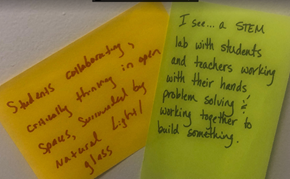 Students collaborating,
critically thinking in open
spaces, surrounded by
natural light/
glass
I see... a STEM
lab with students
and teachers working
with their hands,
problem solving &
working together to
build something.